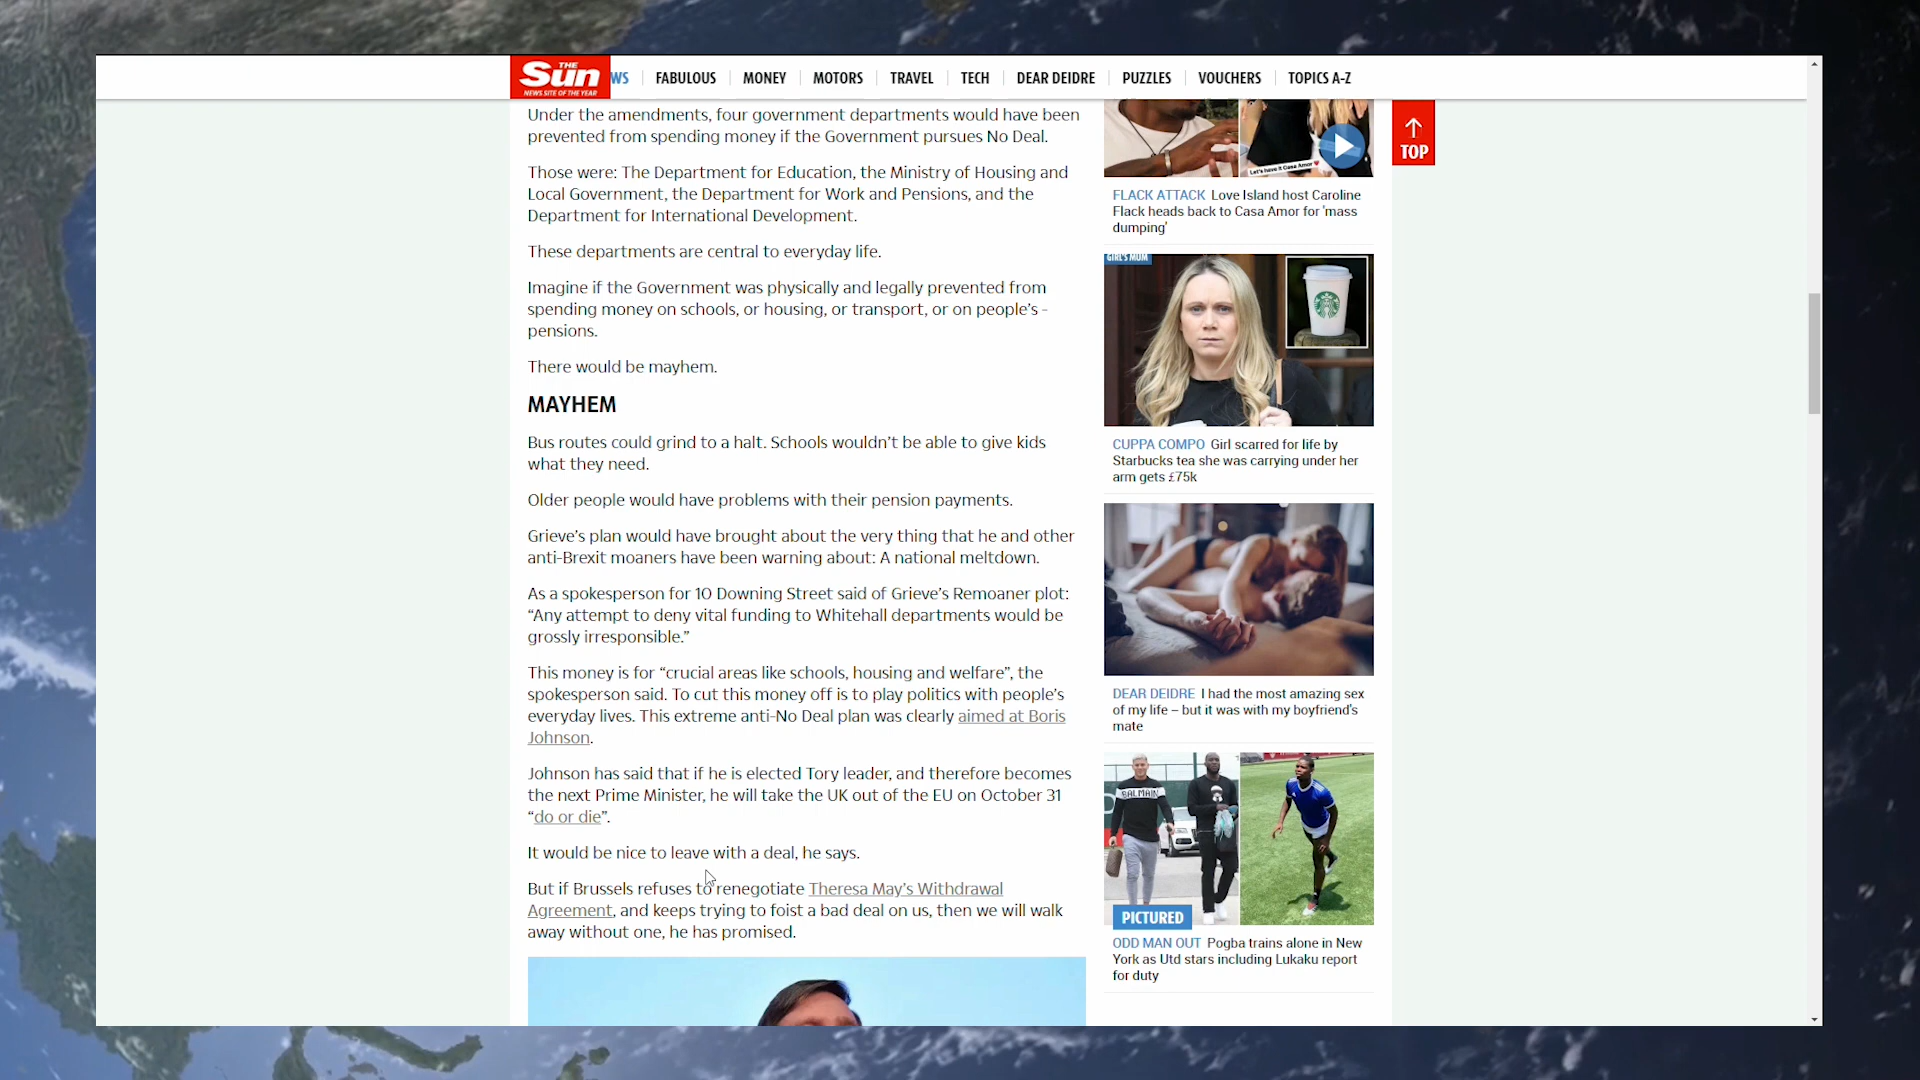 THE
Sun
NEWS SITE OF THE YEAR
WS
FABULOUS
MONEY
MOTORS
TRAVEL
TECH
DEAR DEIDRE
PUZZLES
VOUCHERS
TOPICS A-Z
Under the amendments, four government departments would have been
prevented from spending money if the Government pursues No Deal.
Those were: The Department for Education, the Ministry of Housing and
Local Government, the Department for Work and Pensions, and the
Department for International Development.
These departments are central to everyday life.
Imagine if the Government was physically and legally prevented from
spending money on schools, or housing, or transport, or on people’s -
pensions.
There would be mayhem.
MAYHEM
Bus routes could grind to a halt. Schools wouldn’t be able to give kids
what they need.
Older people would have problems with their pension payments.
Grieve’s plan would have brought about the very thing that he and other
anti-Brexit moaners have been warning about: A national meltdown.
As a spokesperson for 10 Downing Street said of Grieve’s Remoaner plot:
“Any attempt to deny vital funding to Whitehall departments would be
grossly irresponsible.”
This money is for “crucial areas like schools, housing and welfare”, the
spokesperson said. To cut this money off is to play politics with people’s
everyday lives. This extreme anti-No Deal plan was clearly aimed at Boris
Johnson.
Johnson has said that if he is elected Tory leader, and therefore becomes
the next Prime Minister, he will take the UK out of the EU on October 31
“do or die”.
It would be nice to leave with a deal, he says.
But if Brussels refuses to renegotiate Theresa May’s Withdrawal
Agreement, and keeps trying to foist a bad deal on us, then we will walk
away without one, he has promised.
Let's have it Casa Amor
FLACK ATTACK Love Island host Caroline
Flack heads back to Casa Amor for 'mass
dumping'
GIRL'S MUM
CUPPA COMPO Girl scarred for life by
Starbucks tea she was carrying under her
arm gets £75k
DEAR DEIDRE I had the most amazing sex
of my life – but it was with my boyfriend's
mate
BALMAIN
PICTURED
ODD MAN OUT Pogba trains alone in New
York as Utd stars including Lukaku report
for duty
TOP